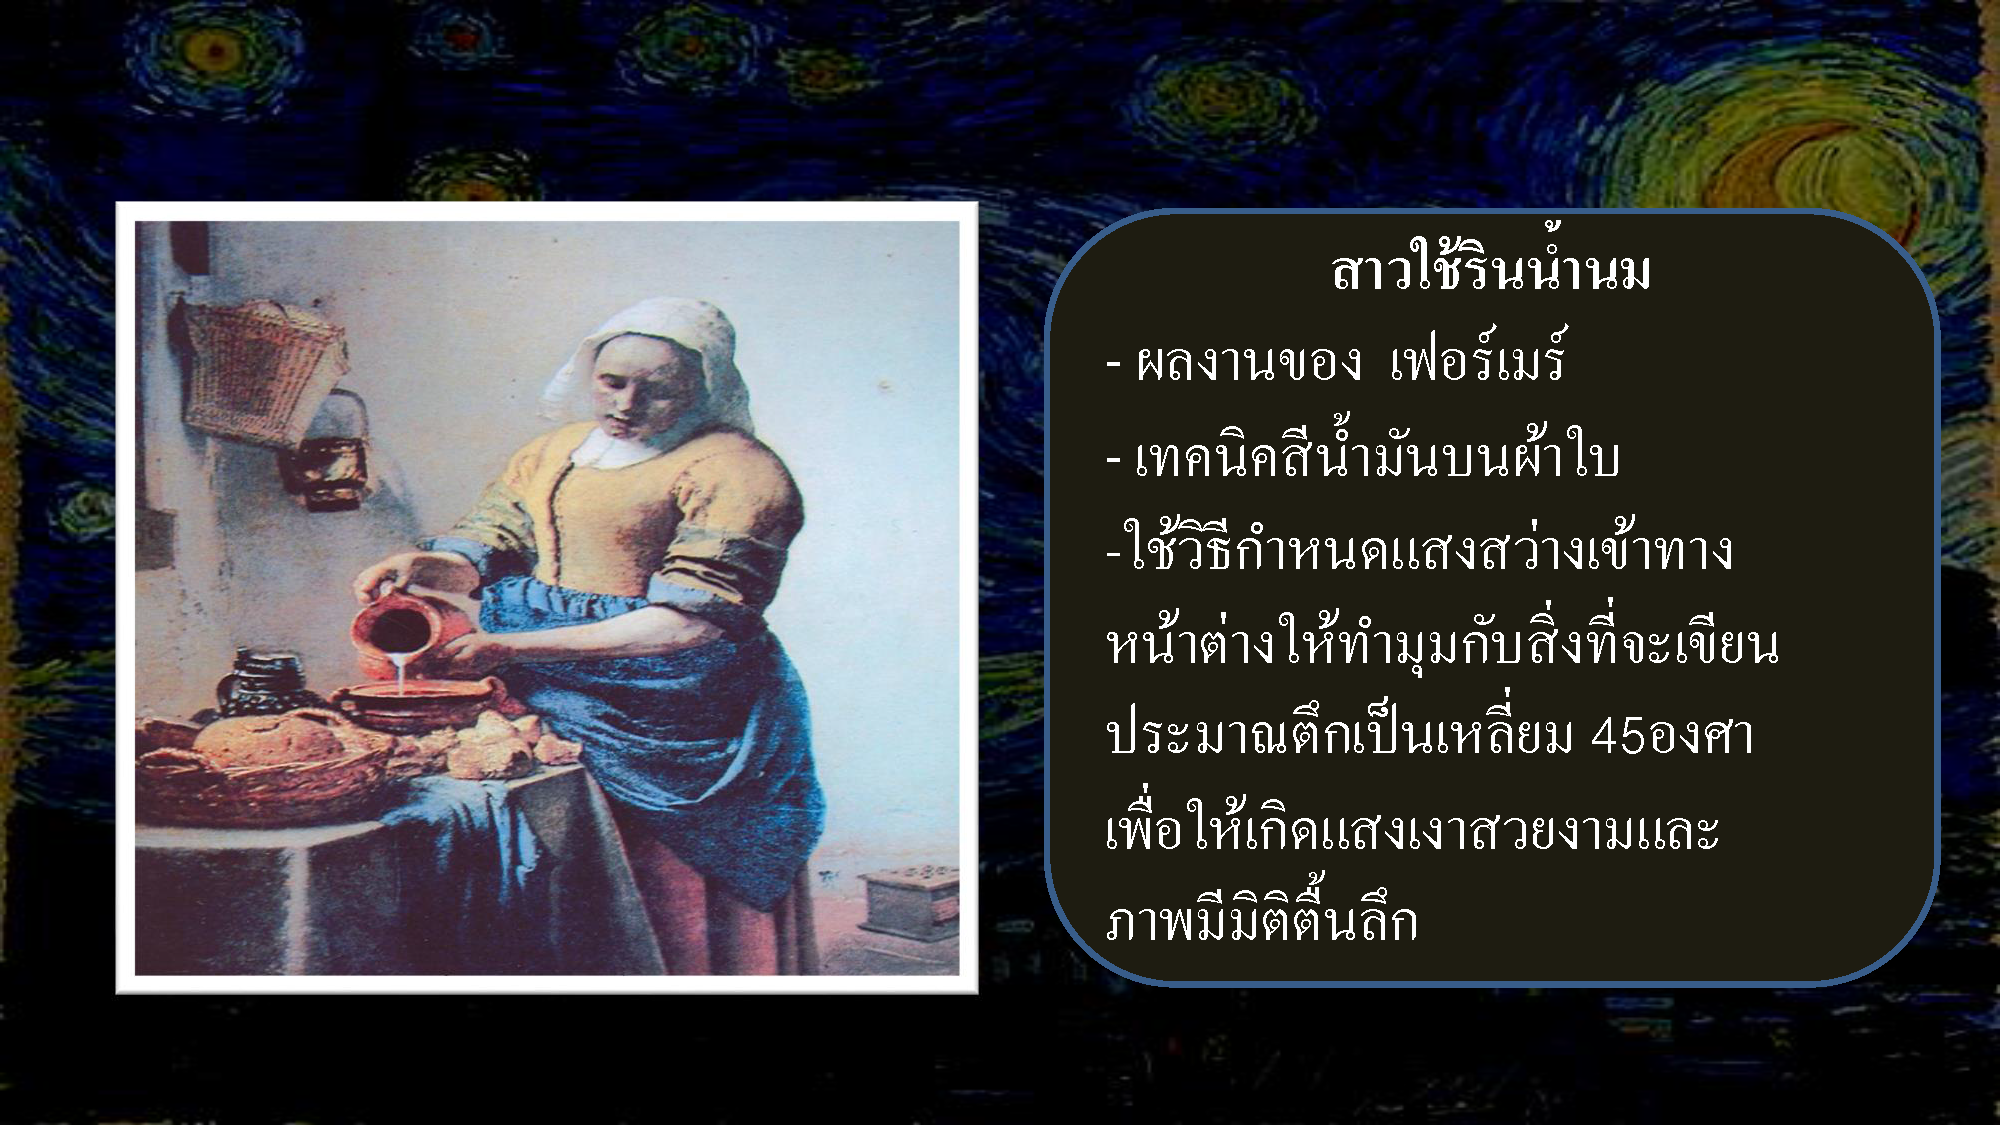 สาวใช้รินน้ำนม
- ผลงานของ เฟอร์เมร์
- เทคนิคสีน้ำมันบนผ้าใบ
-ใช้วิธีกำหนดแสงสว่างเข้าทาง
หน้าต่างให้ทำมุมกับสิ่งที่จะเขียน
ประมาณตึกเป็นเหลี่ยม 45องศา
เพื่อให้เกิดแสงเงาสวยงามและ
ภาพมีมิติตื้นลึก